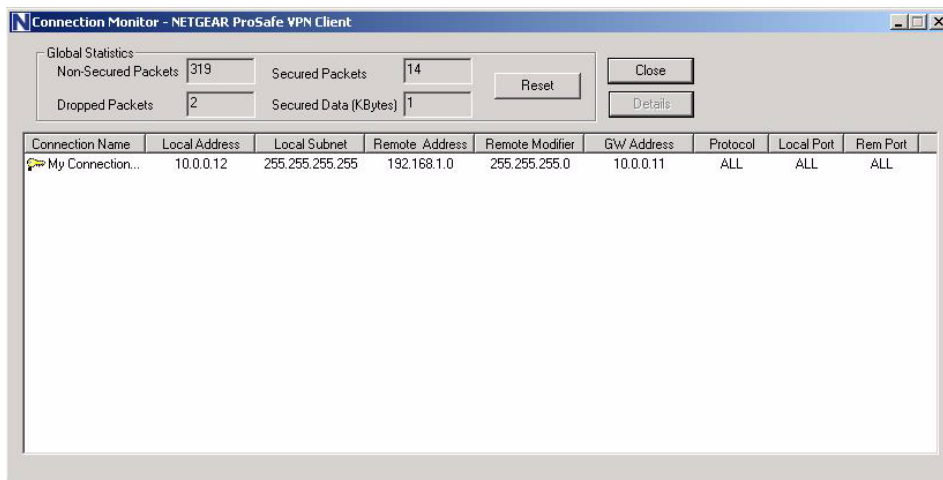 Connection Monitor - NETGEAR ProSafe VPN Client
Global Statistics
Non-Secured Packets 319 Secured Packets 14 Reset Close
Dropped Packets 2 Secured Data (KBytes) 1 Details
Connection Name Local Address Local Subnet Remote Address Remote Modifier GW Address Protocol Local Port Rem Port
My Connection... 10.0.0.12 255.255.255.255 192.168.1.0 255.255.255.0 10.0.0.11 ALL ALL ALL